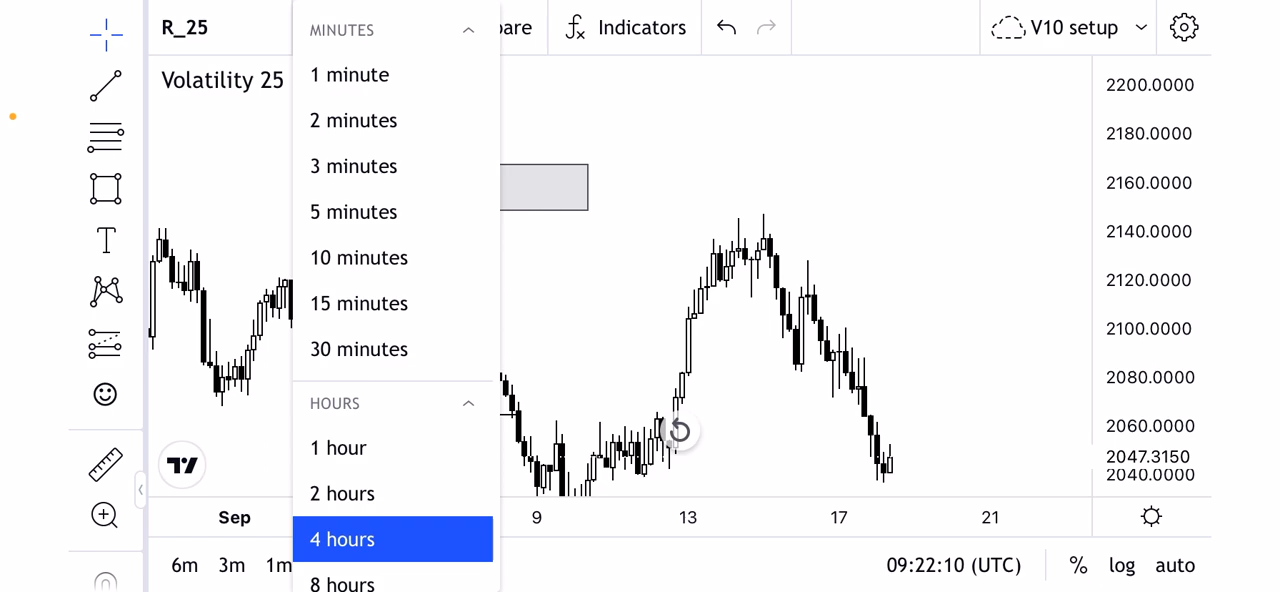 R_25
pare
Indicators
V10 setup
Volatility 25
MINUTES
1 minute
2 minutes
3 minutes
5 minutes
10 minutes
15 minutes
30 minutes
HOURS
1 hour
2 hours
4 hours
8 hours
2200.0000
2180.0000
2160.0000
2140.0000
2120.0000
2100.0000
2080.0000
2060.0000
2047.3150
2040.0000
Sep
9
13
17
21
6m
3m
1m
09:22:10 (UTC)
%
log
auto